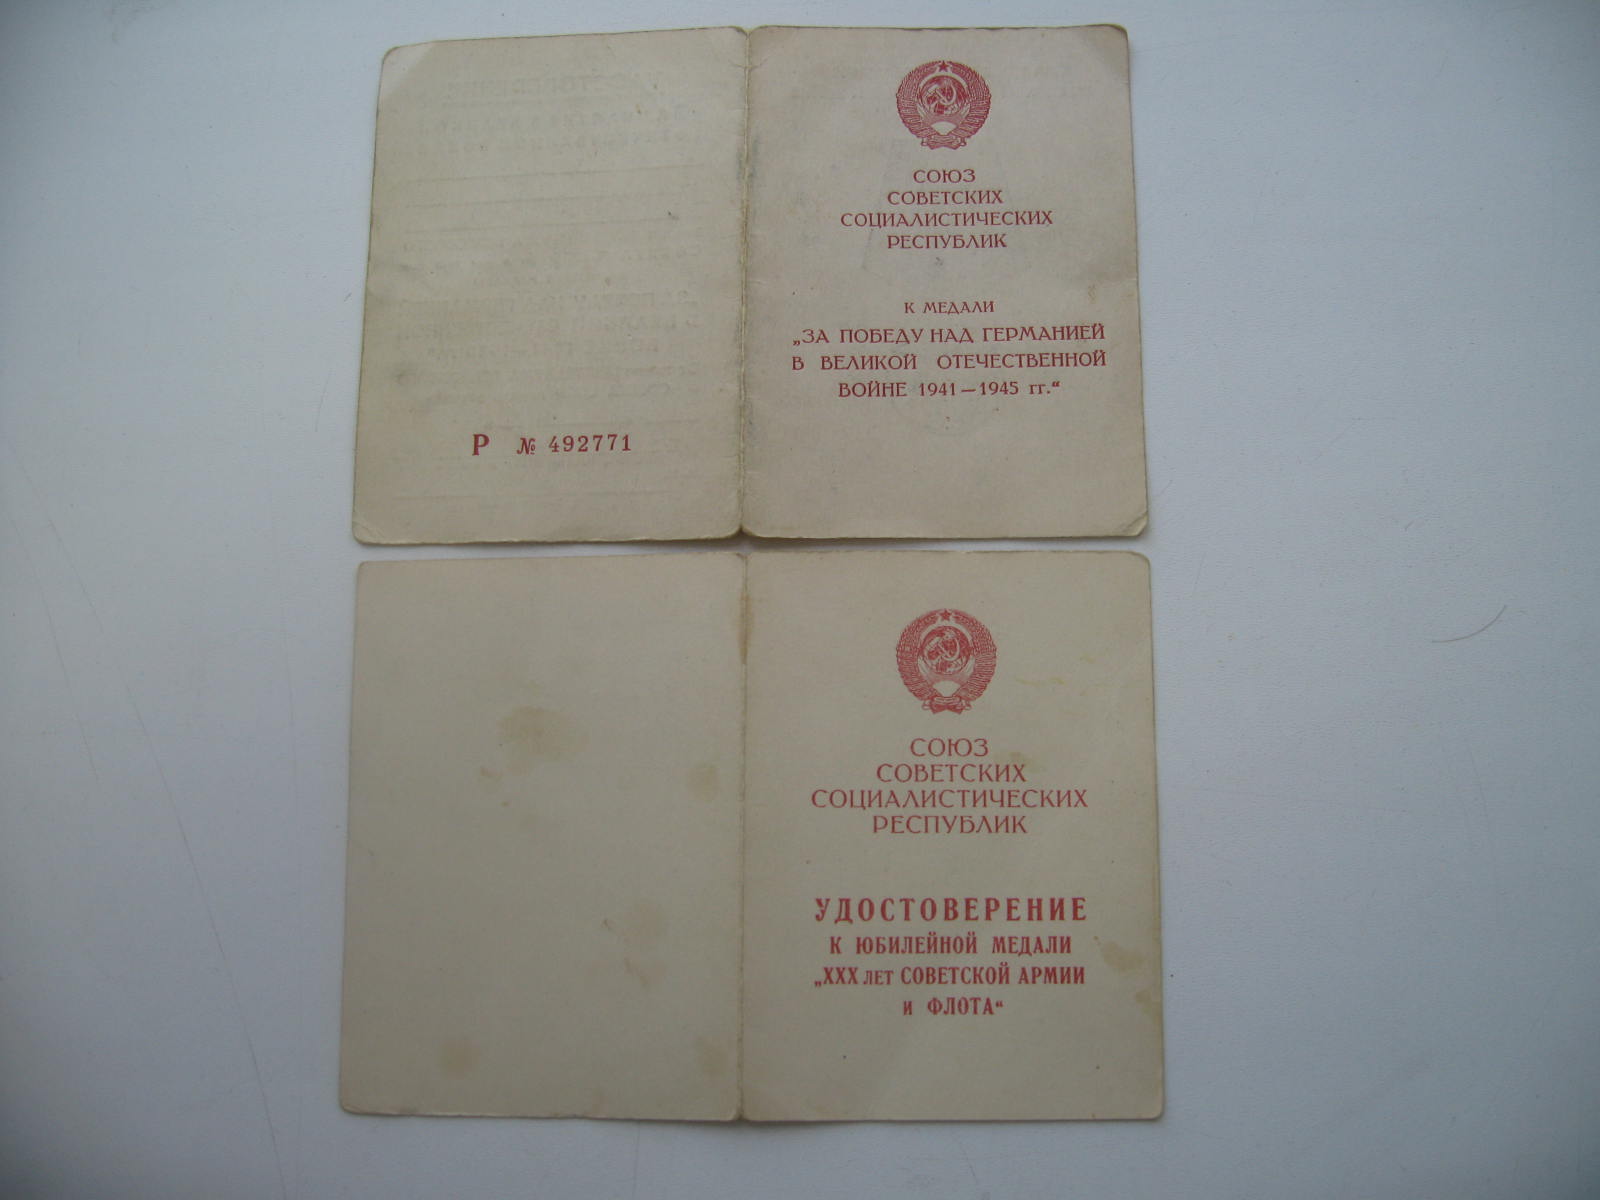 СОЮЗ
СОВЕТСКИХ
СОЦИАЛИСТИЧЕСКИХ
РЕСПУБЛИК
К МЕДАЛИ
„ЗА ПОБЕДУ НАД ГЕРМАНИЕЙ
В ВЕЛИКОЙ ОТЕЧЕСТВЕННОЙ
ВОЙНЕ 1941—1945 гг.“
Р № 492771
СОЮЗ
СОВЕТСКИХ
СОЦИАЛИСТИЧЕСКИХ
РЕСПУБЛИК
УДОСТОВЕРЕНИЕ
К ЮБИЛЕЙНОЙ МЕДАЛИ
„XXX ЛЕТ СОВЕТСКОЙ АРМИИ
И ФЛОТА“